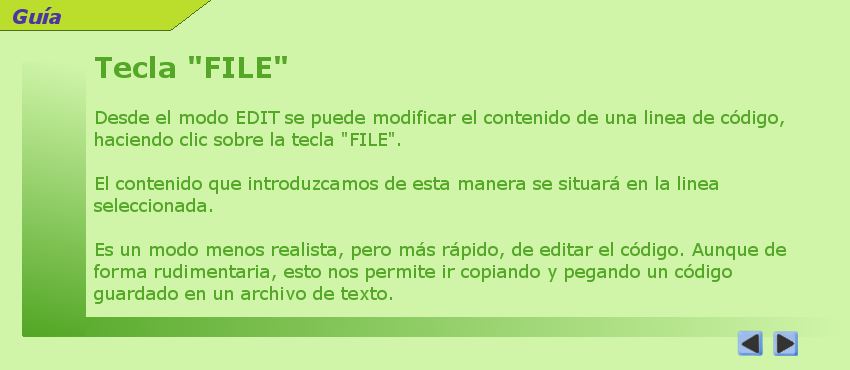 Guía
Tecla "FILE"
Desde el modo EDIT se puede modificar el contenido de una linea de código,
haciendo clic sobre la tecla "FILE".
El contenido que introduzcamos de esta manera se situará en la linea
seleccionada.
Es un modo menos realista, pero más rápido, de editar el código. Aunque de
forma rudimentaria, esto nos permite ir copiando y pegando un código
guardado en un archivo de texto.